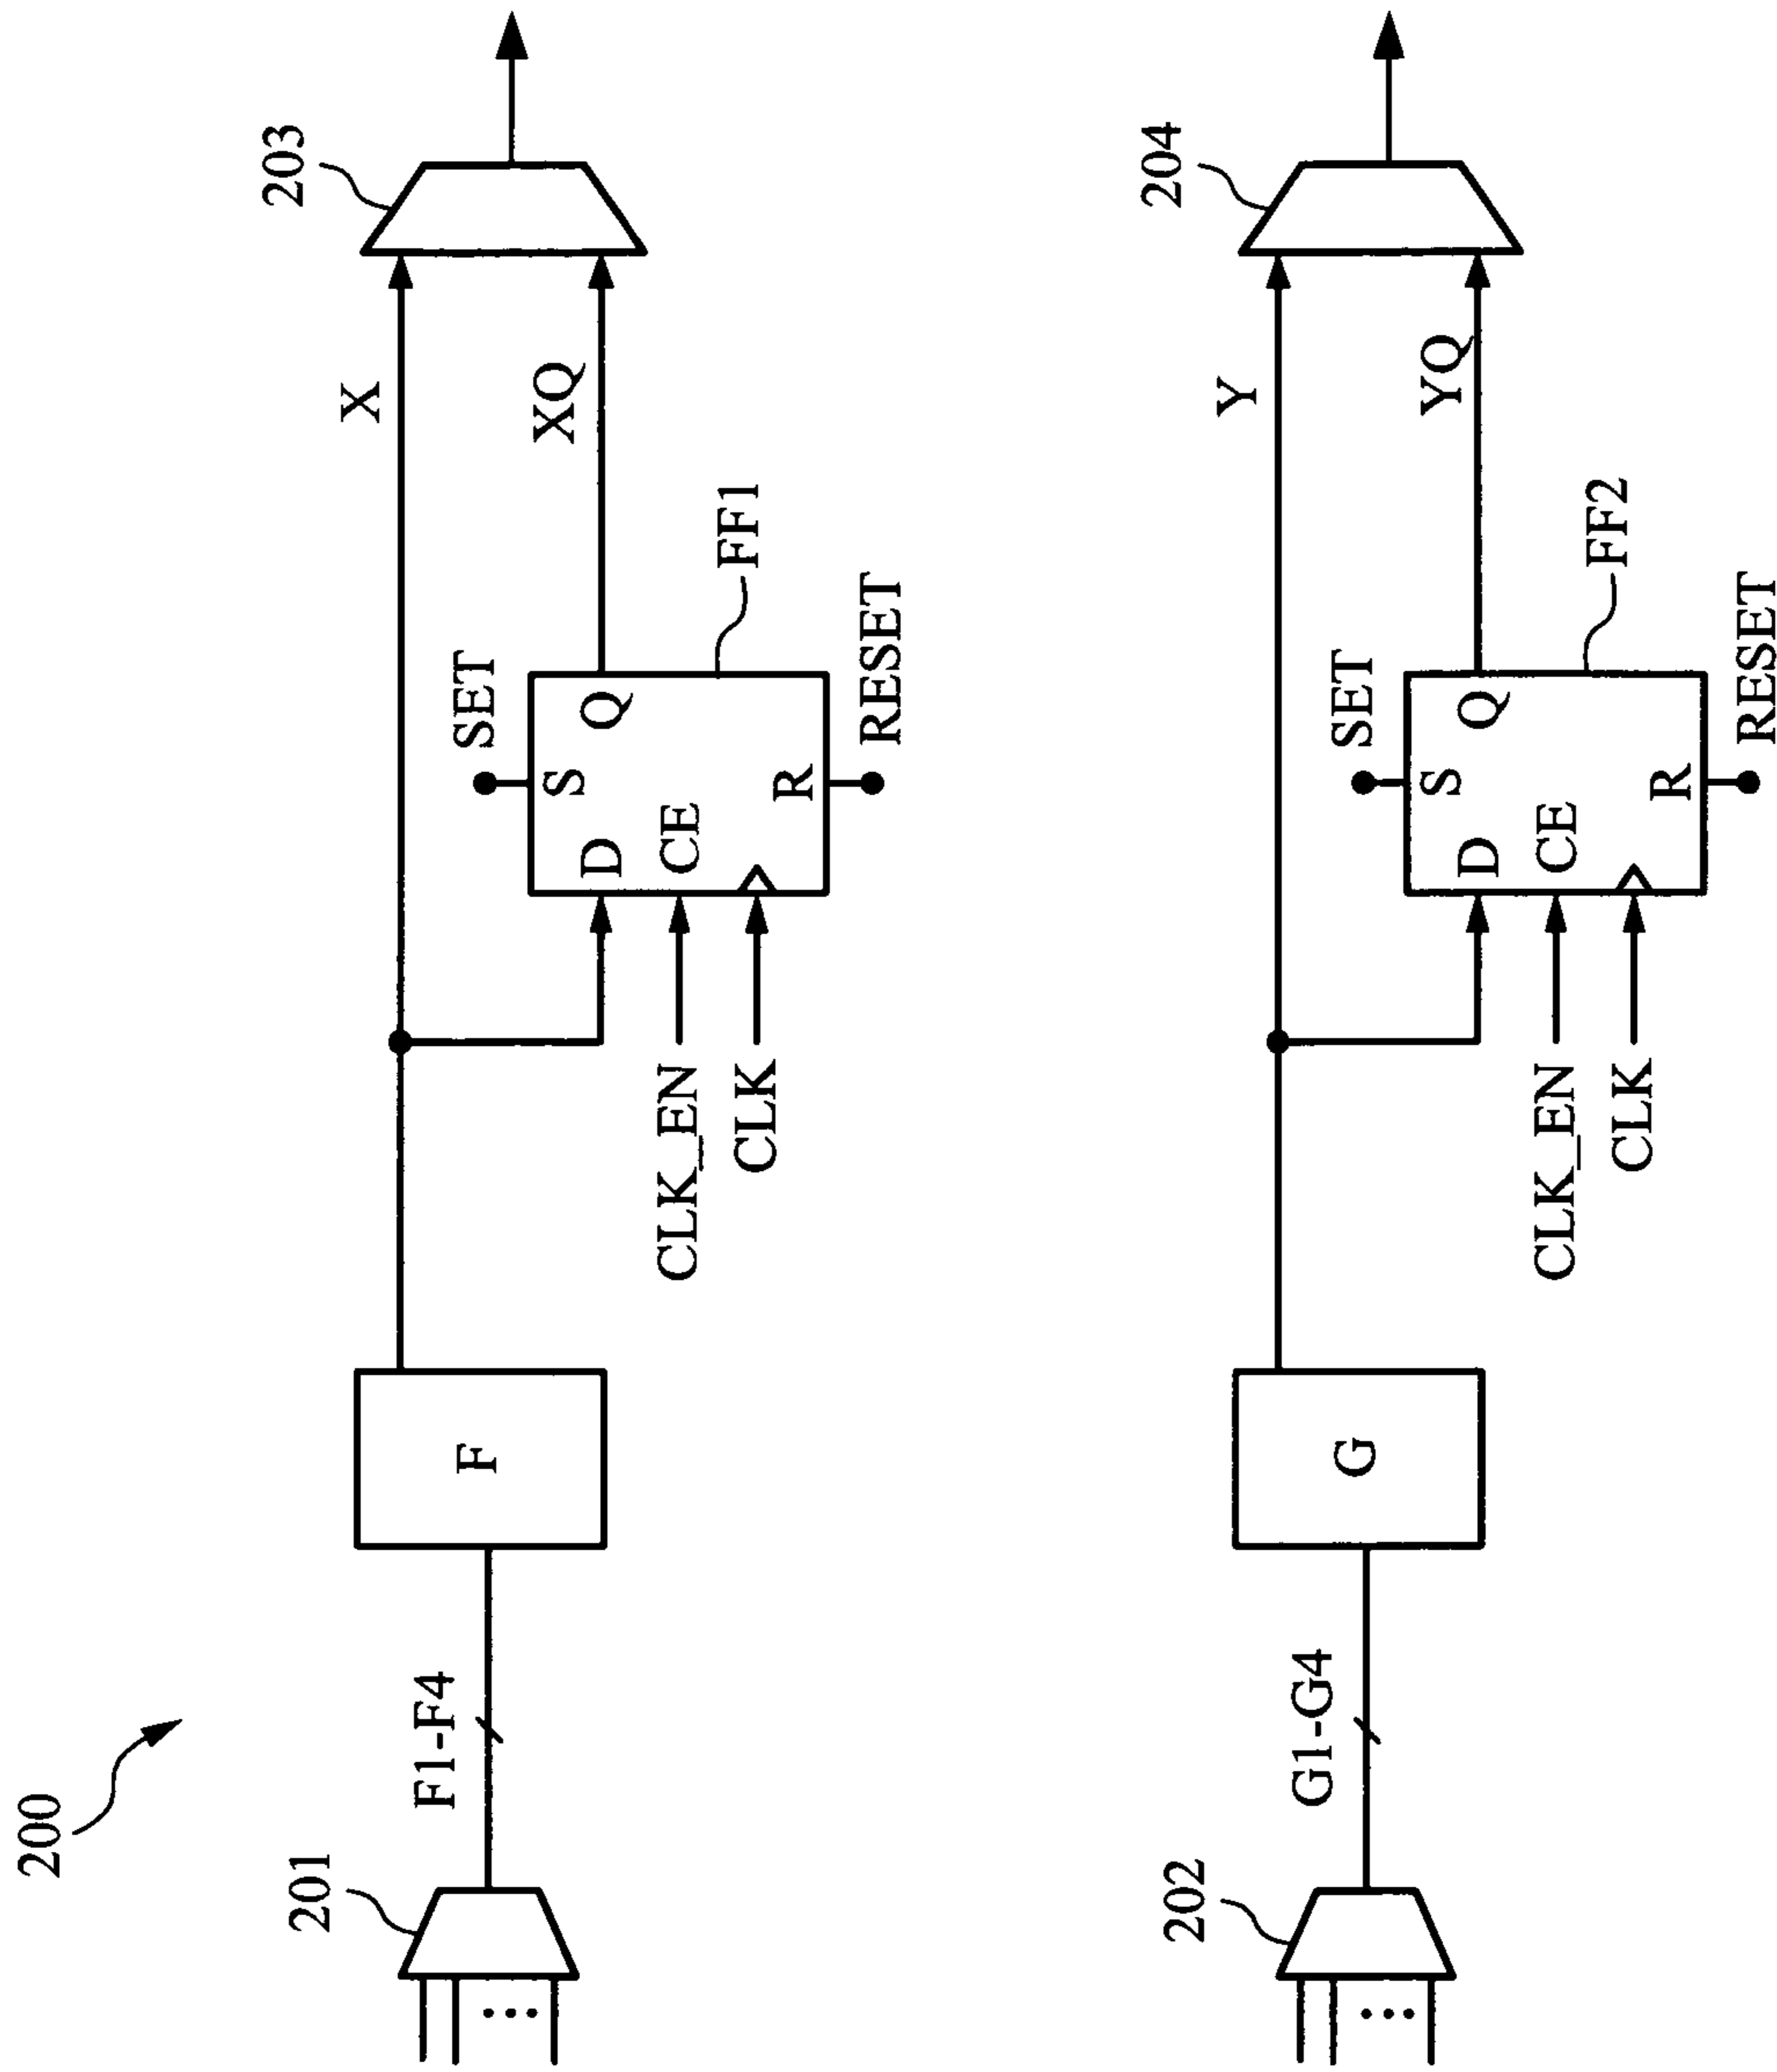 200
201
F1-F4
F
CLK_EN
CLK
SET
S
D
Q
CE
R
RESET
FF1
X
XQ
203
202
G1-G4
G
CLK_EN
CLK
SET
S
D
Q
CE
R
RESET
FF2
Y
YQ
204